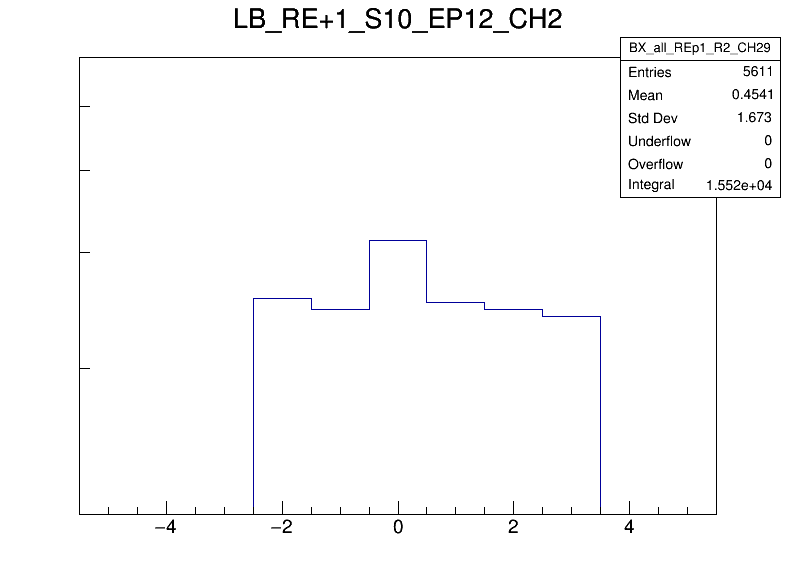 LB_RE+1_S10_EP12_CH2
BX_all_REp1_R2_CH29
Entries 5611
Mean 0.4541
Std Dev 1.673
Underflow 0
Overflow 0
Integral 1.552e+04
−4 −2 0 2 4